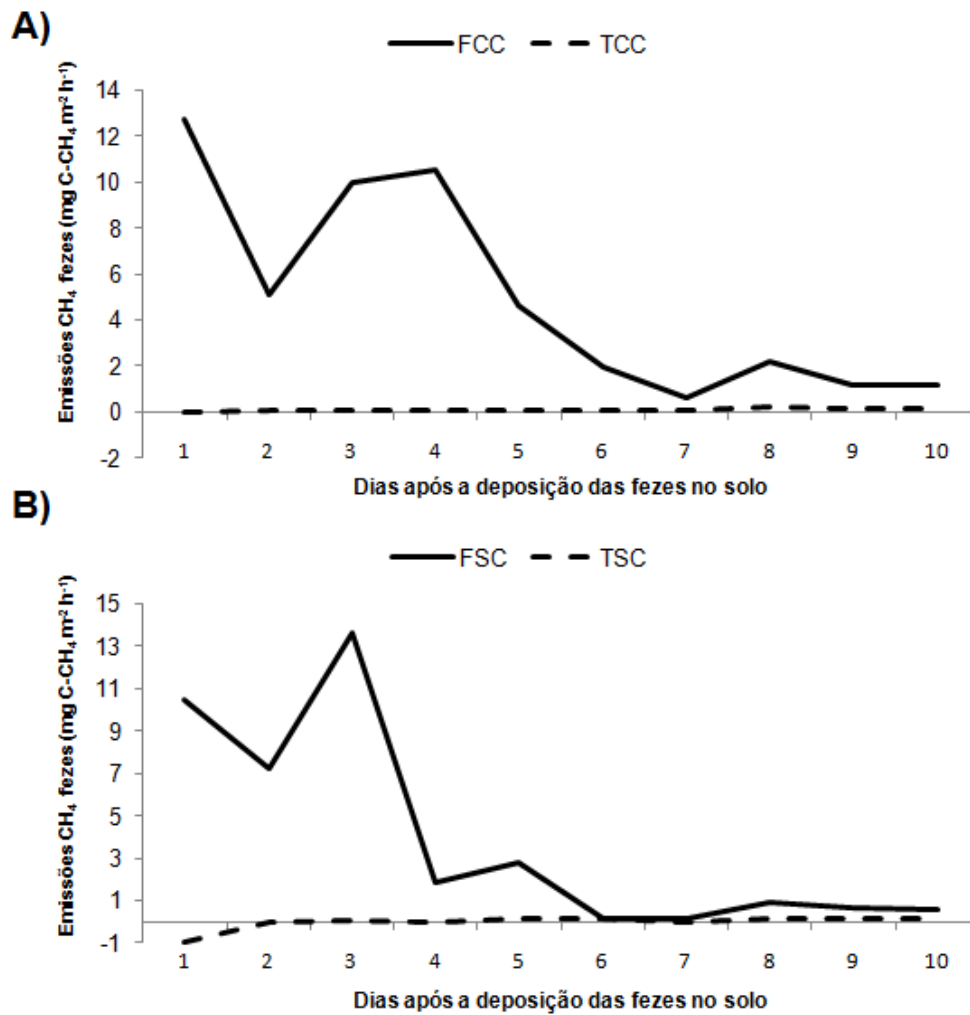 A)
FCC TCC
Emissões CH₄ fezes (mg C-CH₄ m⁻² h⁻¹)
14
12
10
8
6
4
2
0
-2
1 2 3 4 5 6 7 8 9 10
Dias após a deposição das fezes no solo
B)
FSC TSC
Emissões CH₄ fezes (mg C-CH₄ m⁻² h⁻¹)
15
13
11
9
7
5
3
1
-1
1 2 3 4 5 6 7 8 9 10
Dias após a deposição das fezes no solo